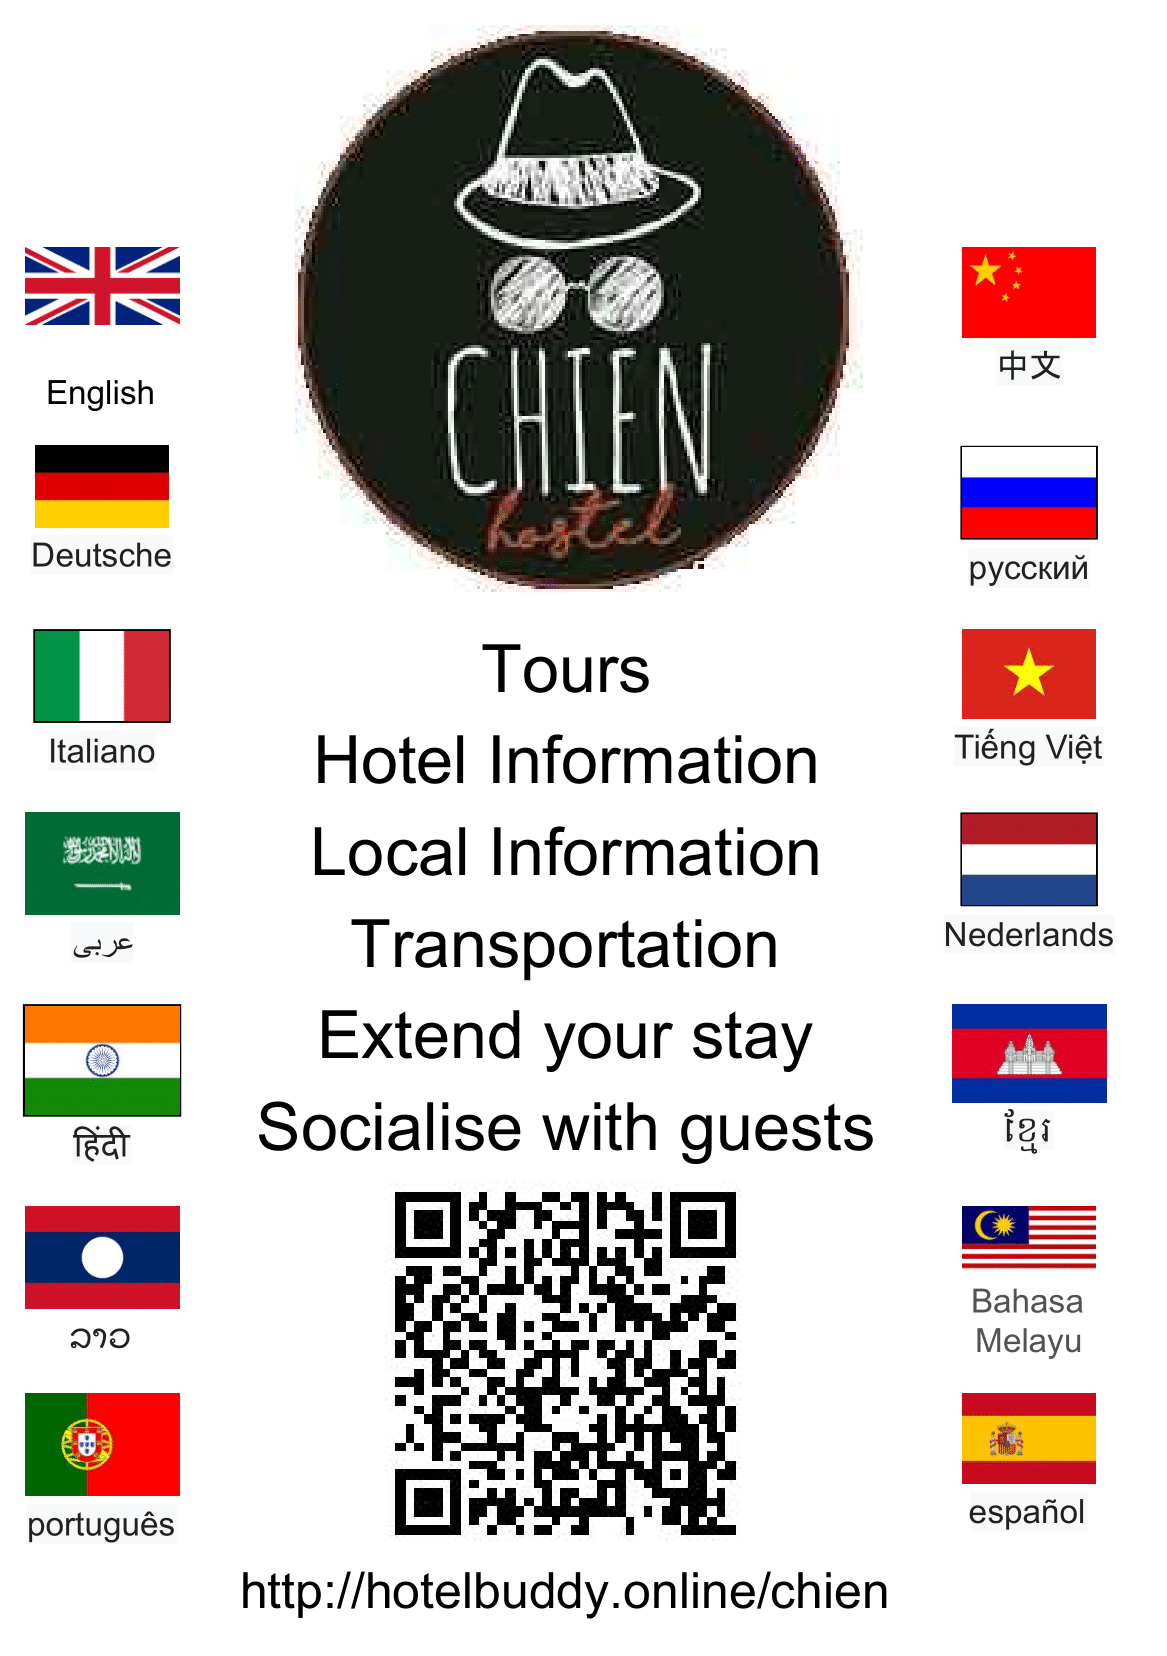 CHIEN
hostel
English
Deutsche
Italiano
عربى
हिंदी
ລາວ
português
Tours
Hotel Information
Local Information
Transportation
Extend your stay
Socialise with guests
http://hotelbuddy.online/chien
中文
русский
Tiếng Việt
Nederlands
ខ្មែរ
Bahasa
Melayu
español